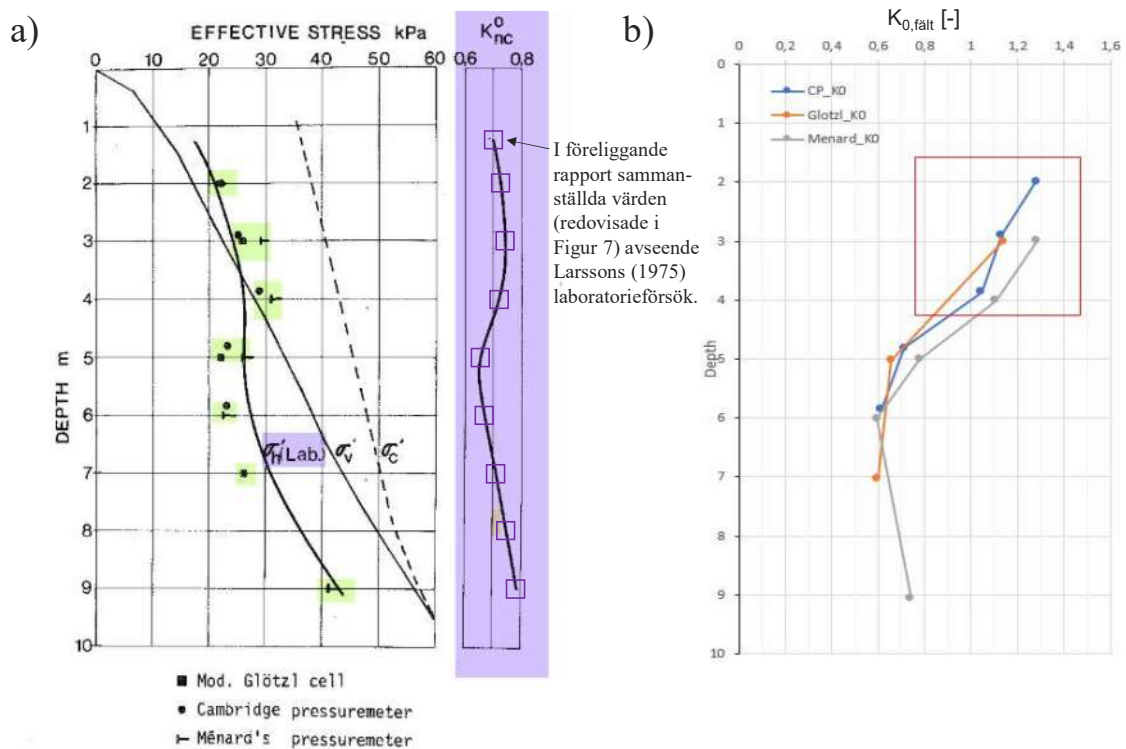 a)
EFFECTIVE STRESS kPa
0 10 20 30 40 50 60
DEPTH m
1
2
3
4
5
6
7
8
9
10
σ'h (Lab.) σ'v σ'c
■ Mod. Glötzl cell
● Cambridge pressuremeter
Ménard's pressuremeter
K°nc
0,6 0,8
I föreliggande
rapport samman-
ställda värden
(redovisade i
Figur 7) avseende
Larssons (1975)
laboratorieförsök.
b)
K0,fält [-]
0 0,2 0,4 0,6 0,8 1 1,2 1,4 1,6
CP_K0
Glotzl_K0
Menard_K0
Depth
0
1
2
3
4
5
6
7
8
9
10